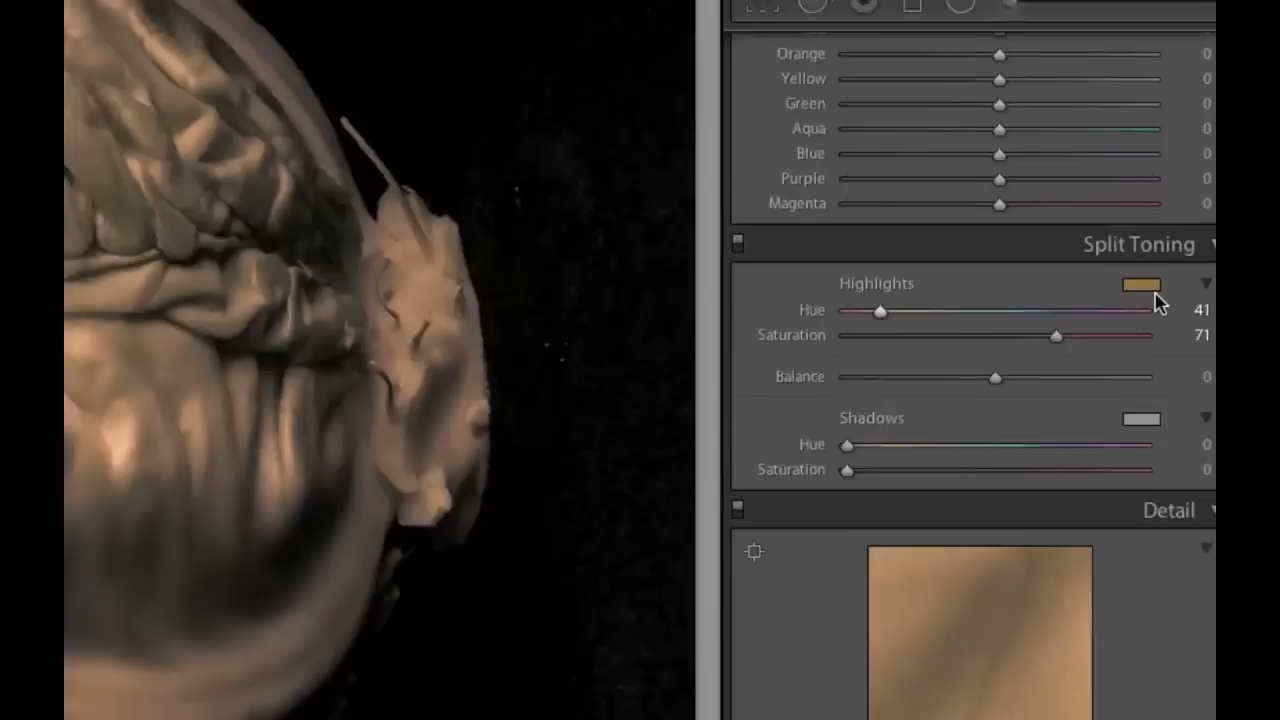 Orange 0
Yellow 0
Green 0
Aqua 0
Blue 0
Purple 0
Magenta 0
Split Toning
Highlights
Hue 41
Saturation 71
Balance 0
Shadows
Hue 0
Saturation 0
Detail